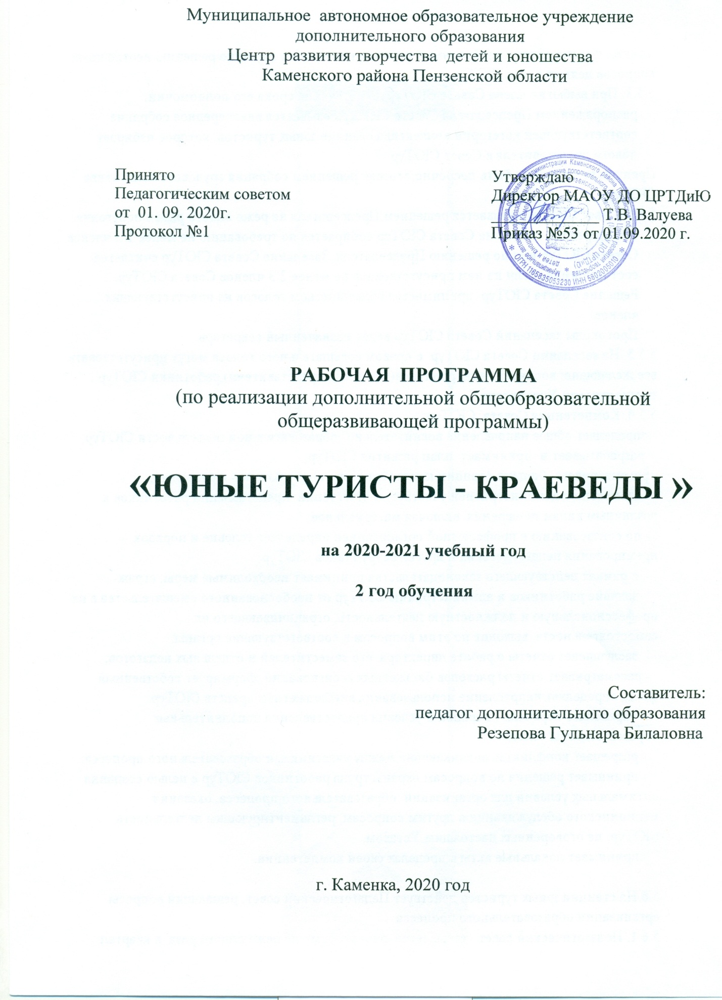 Муниципальное автономное образовательное учреждение
дополнительного образования
Центр развития творчества детей и юношества
Каменского района Пензенской области
Принято
Педагогическим советом
от 01. 09. 2020г.
Протокол №1
Утверждаю
Директор МАОУ ДО ЦРТДиЮ
Т.В. Валуева
Приказ №53 от 01.09.2020 г.
ОГРН 1165835053230 ИНН 5802005010
РАБОЧАЯ ПРОГРАММА
(по реализации дополнительной общеобразовательной
общеразвивающей программы)
«ЮНЫЕ ТУРИСТЫ - КРАЕВЕДЫ »
на 2020-2021 учебный год
2 год обучения
Составитель:
педагог дополнительного образования
Резепова Гульнара Билаловна
г. Каменка, 2020 год